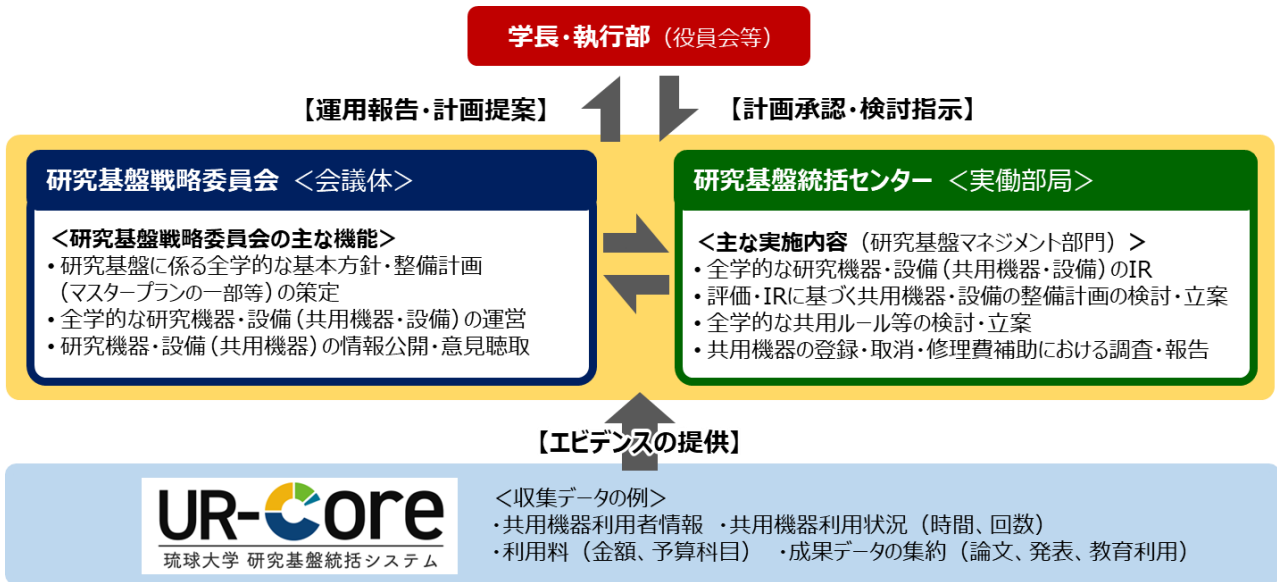 学長・執行部（役員会等）
【運用報告・計画提案】
【計画承認・検討指示】
研究基盤戦略委員会 ＜会議体＞
＜研究基盤戦略委員会の主な機能＞
・研究基盤に係る全学的な基本方針・整備計画
（マスタープランの一部等）の策定
・全学的な研究機器・設備（共用機器・設備）の運営
・研究機器・設備（共用機器）の情報公開・意見聴取
研究基盤統括センター ＜実働部局＞
＜主な実施内容（研究基盤マネジメント部門）＞
・全学的な研究機器・設備（共用機器・設備）のIR
・評価・IRに基づく共用機器・設備の整備計画の検討・立案
・全学的な共用ルール等の検討・立案
・共用機器の登録・取消・修理費補助における調査・報告
【エビデンスの提供】
UR-Core
琉球大学 研究基盤統括システム
＜収集データの例＞
・共用機器利用者情報 ・共用機器利用状況（時間、回数）
・利用料（金額、予算科目） ・成果データの集約（論文、発表、教育利用）